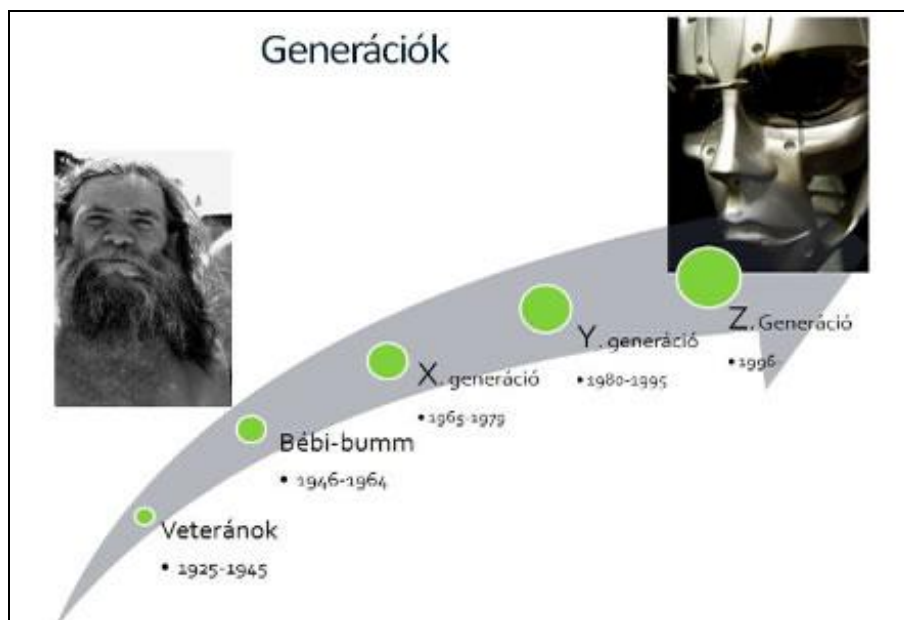 Generációk
Veteránok
• 1925-1945
Bébi-bumm
• 1946-1964
X. generáció
• 1965-1979
Y. generáció
• 1980-1995
Z. Generáció
• 1996